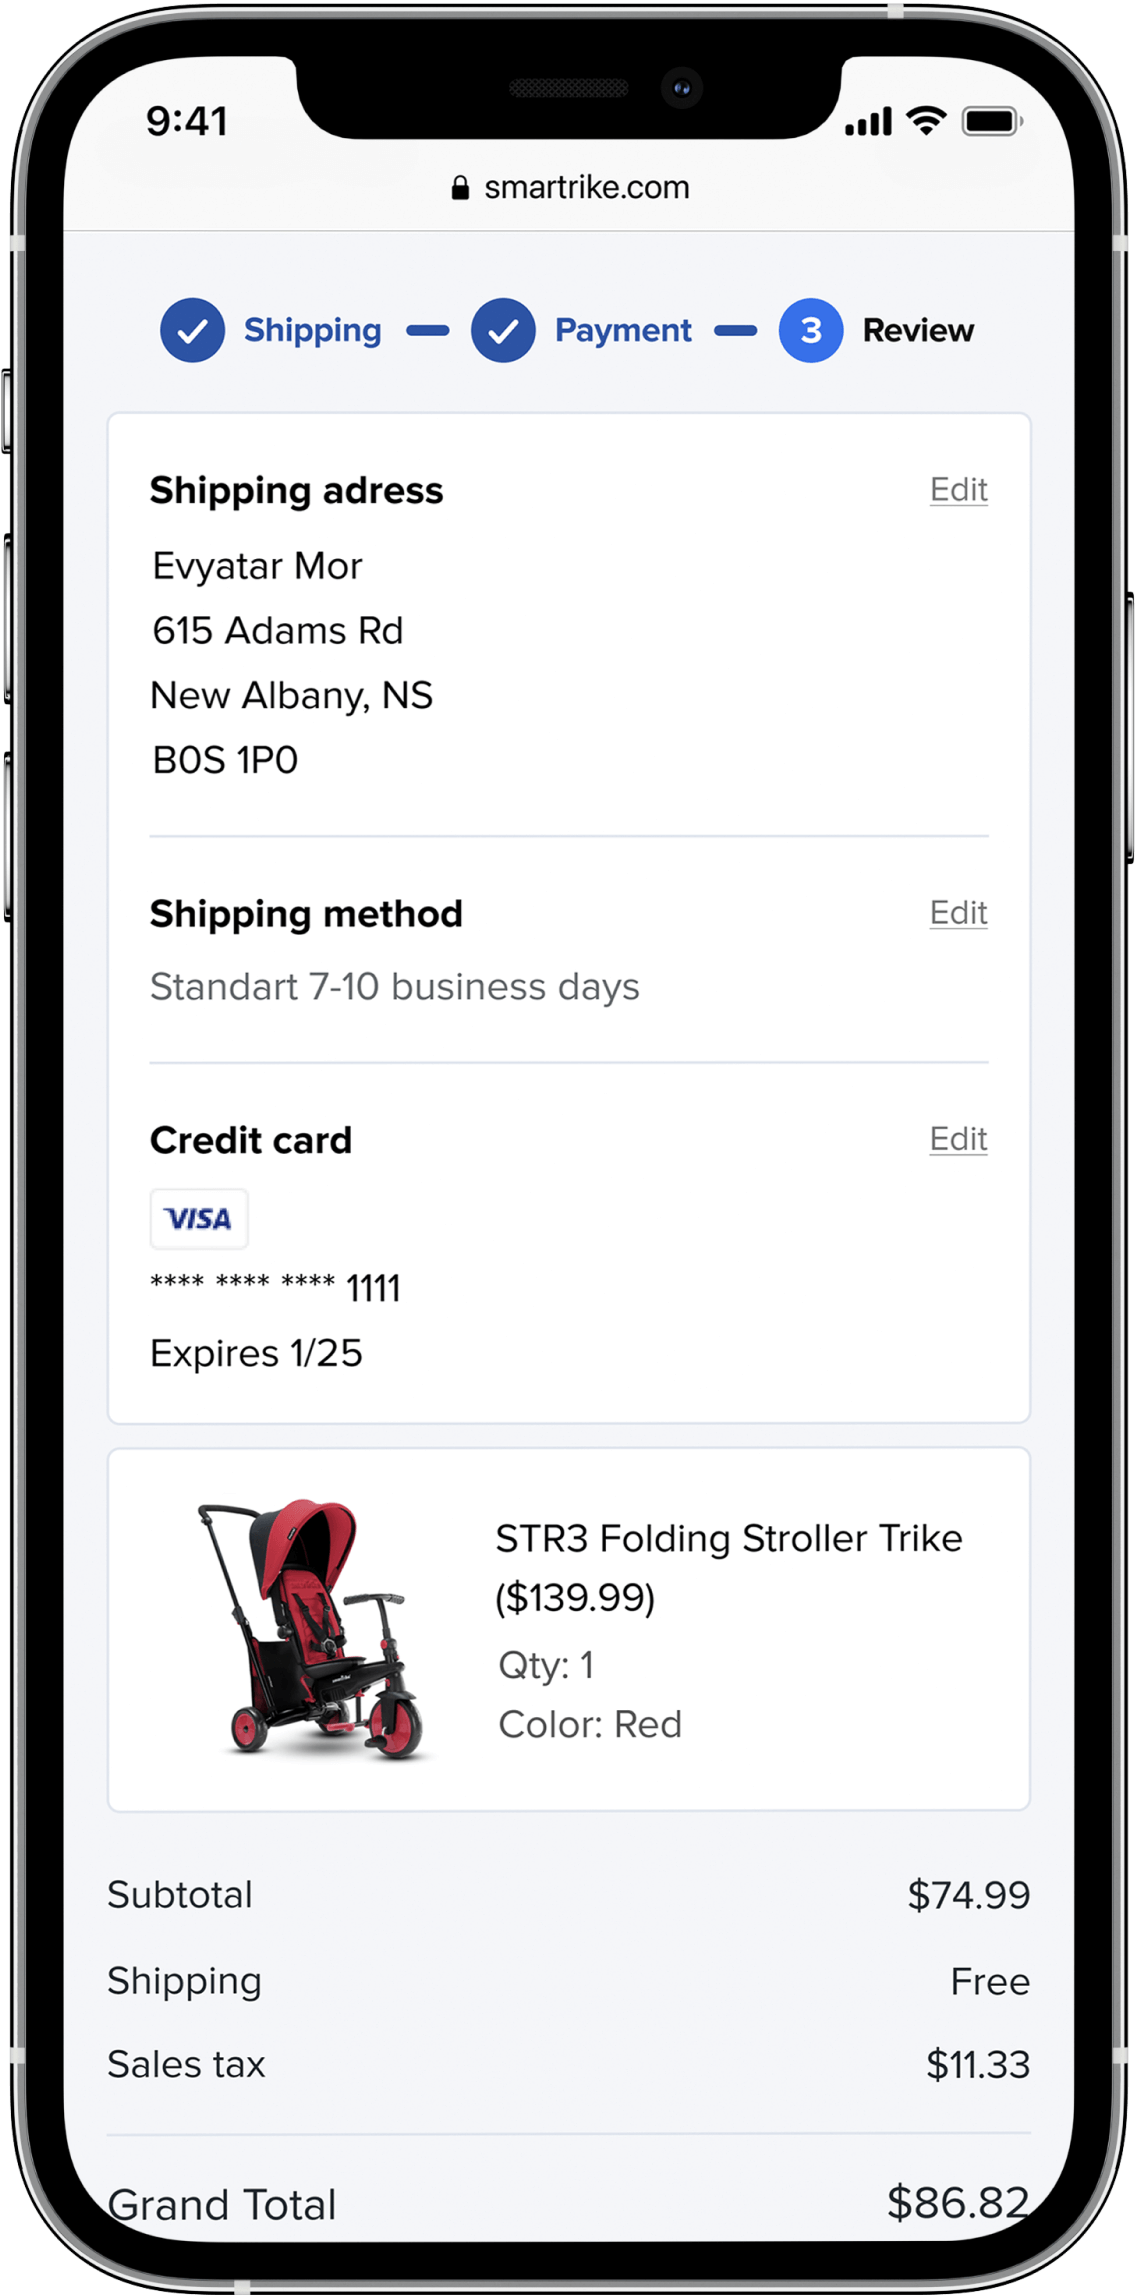 9:41
smartrike.com
Shipping Payment 3 Review
Shipping adress Edit
Evyatar Mor
615 Adams Rd
New Albany, NS
B0S 1P0
Shipping method Edit
Standart 7-10 business days
Credit card Edit
VISA
**** **** **** 1111
Expires 1/25
STR3 Folding Stroller Trike
($139.99)
Qty: 1
Color: Red
Subtotal $74.99
Shipping Free
Sales tax $11.33
Grand Total $86.82